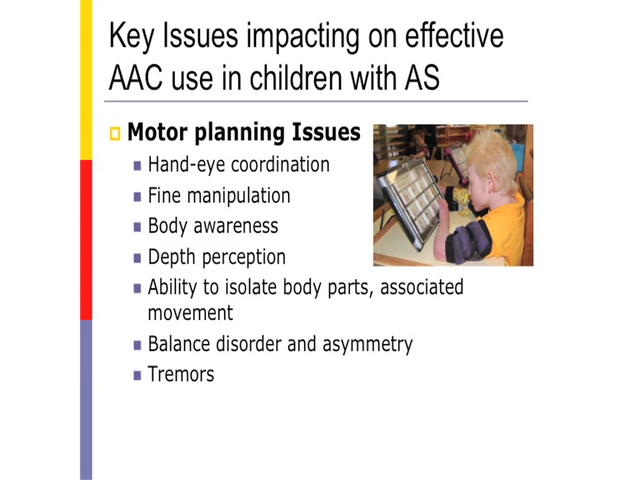 Key Issues impacting on effective
AAC use in children with AS
Motor planning Issues
Hand-eye coordination
Fine manipulation
Body awareness
Depth perception
Ability to isolate body parts, associated
movement
Balance disorder and asymmetry
Tremors